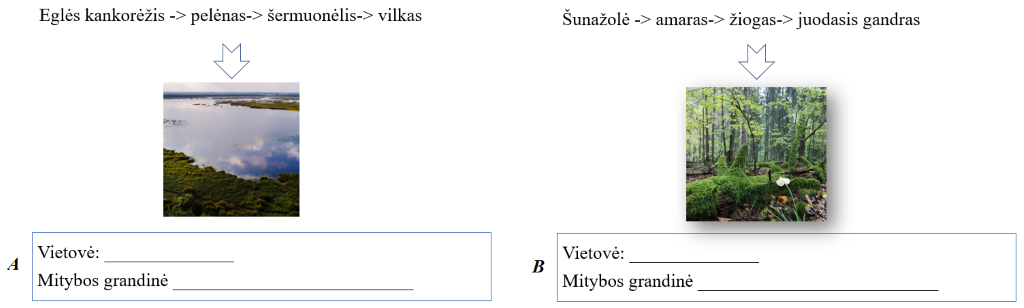 Eglės kankorėžis -> pelėnas-> šermuonėlis-> vilkas
Šunažolė -> amaras-> žiogas-> juodasis gandras
A
Vietovė: _______________
Mitybos grandinė ____________________________
B
Vietovė: _______________
Mitybos grandinė ____________________________